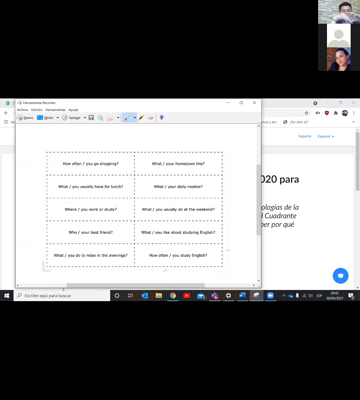 Herramienta Recortes
Archivo Edición Herramientas Ayuda
Nuevo Modo Aplazar
Soporte Español
How often / you go shopping? What / your hometown like?
What / you usually have for lunch? What / your daily routine?
Where / you work or study? What / you usually do at the weekend?
Who / your best friend? What / you like about studying English?
What / you do to relax in the evenings? How often / you study English?
2020 para
ologías de la
l Cuadrante
ber por qué
Escribe aquí para buscar
ESP